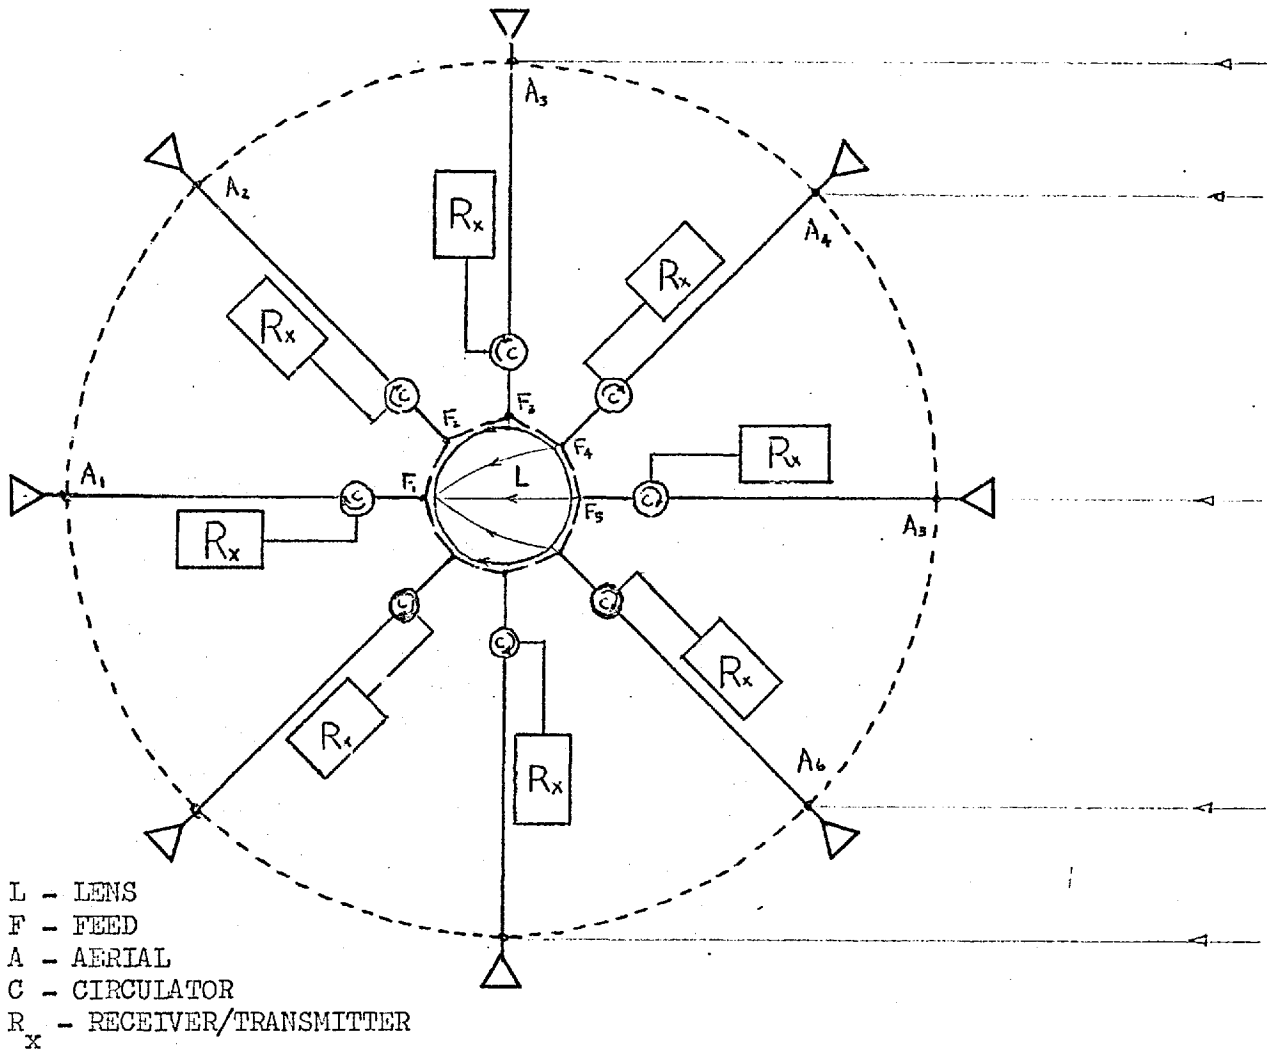 A3
A2
A4
Rx
Rx
Rx
C
C
C
F2
F3
F4
Rx
A1
F1
L
C
C
F5
A5
Rx
C
C
C
Rx
Rx
Rx
A6
L - LENS
F - FEED
A - AERIAL
C - CIRCULATOR
Rx - RECEIVER/TRANSMITTER